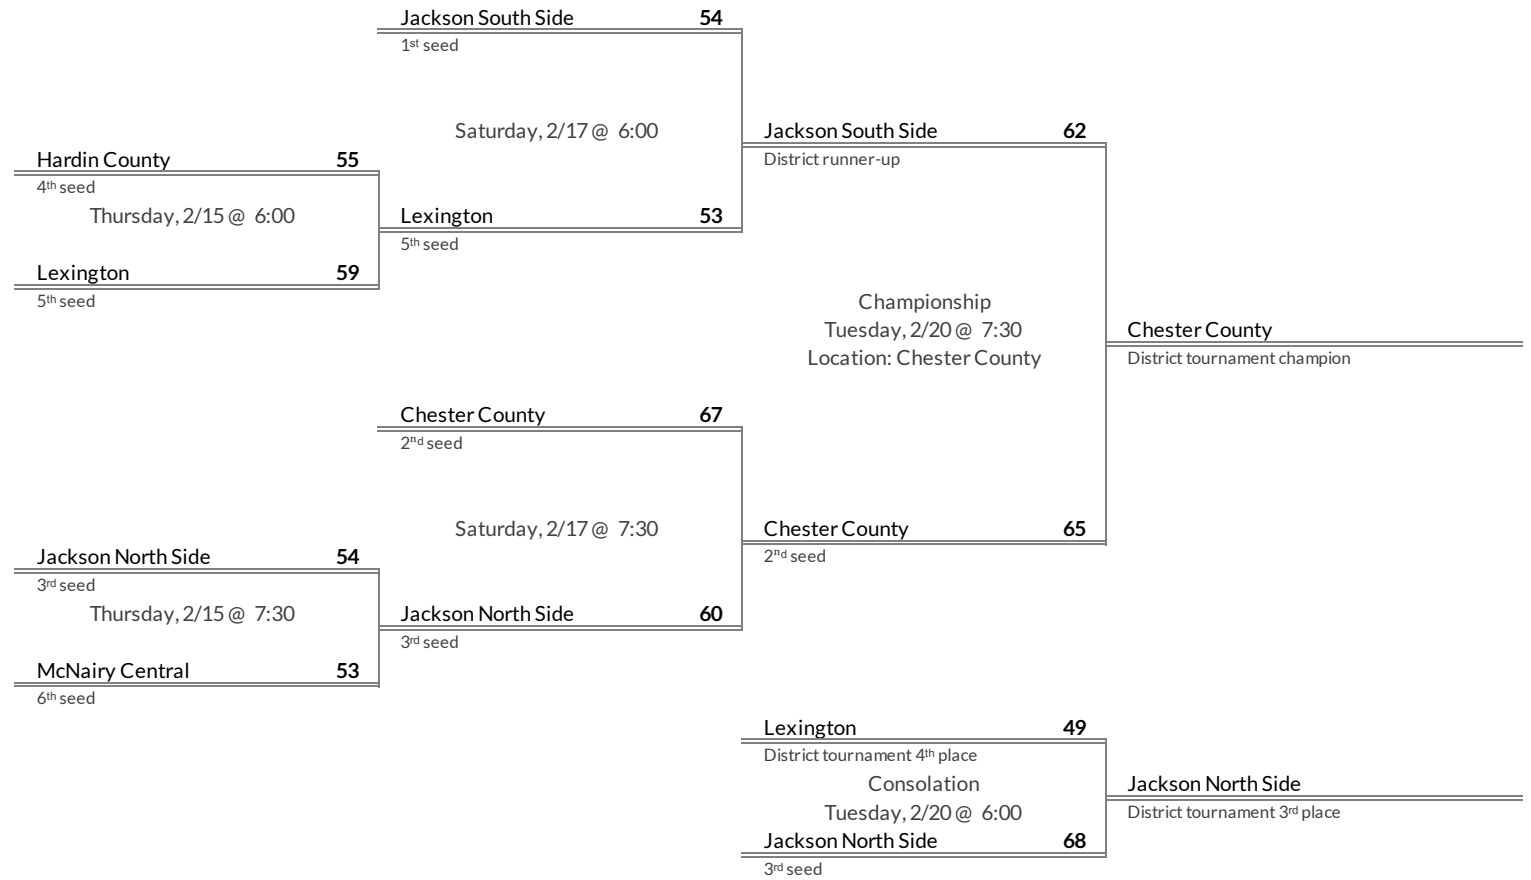 Jackson South Side 54
1st seed
Saturday, 2/17 @ 6:00
Jackson South Side 62
District runner-up
Hardin County 55
4th seed
Thursday, 2/15 @ 6:00
Lexington 53
5th seed
Lexington 59
5th seed
Championship
Tuesday, 2/20 @ 7:30
Location: Chester County
Chester County
District tournament champion
Chester County 67
2nd seed
Saturday, 2/17 @ 7:30
Chester County 65
2nd seed
Jackson North Side 54
3rd seed
Thursday, 2/15 @ 7:30
Jackson North Side 60
3rd seed
McNairy Central 53
6th seed
Lexington 49
District tournament 4th place
Consolation
Tuesday, 2/20 @ 6:00
Jackson North Side
District tournament 3rd place
Jackson North Side 68
3rd seed